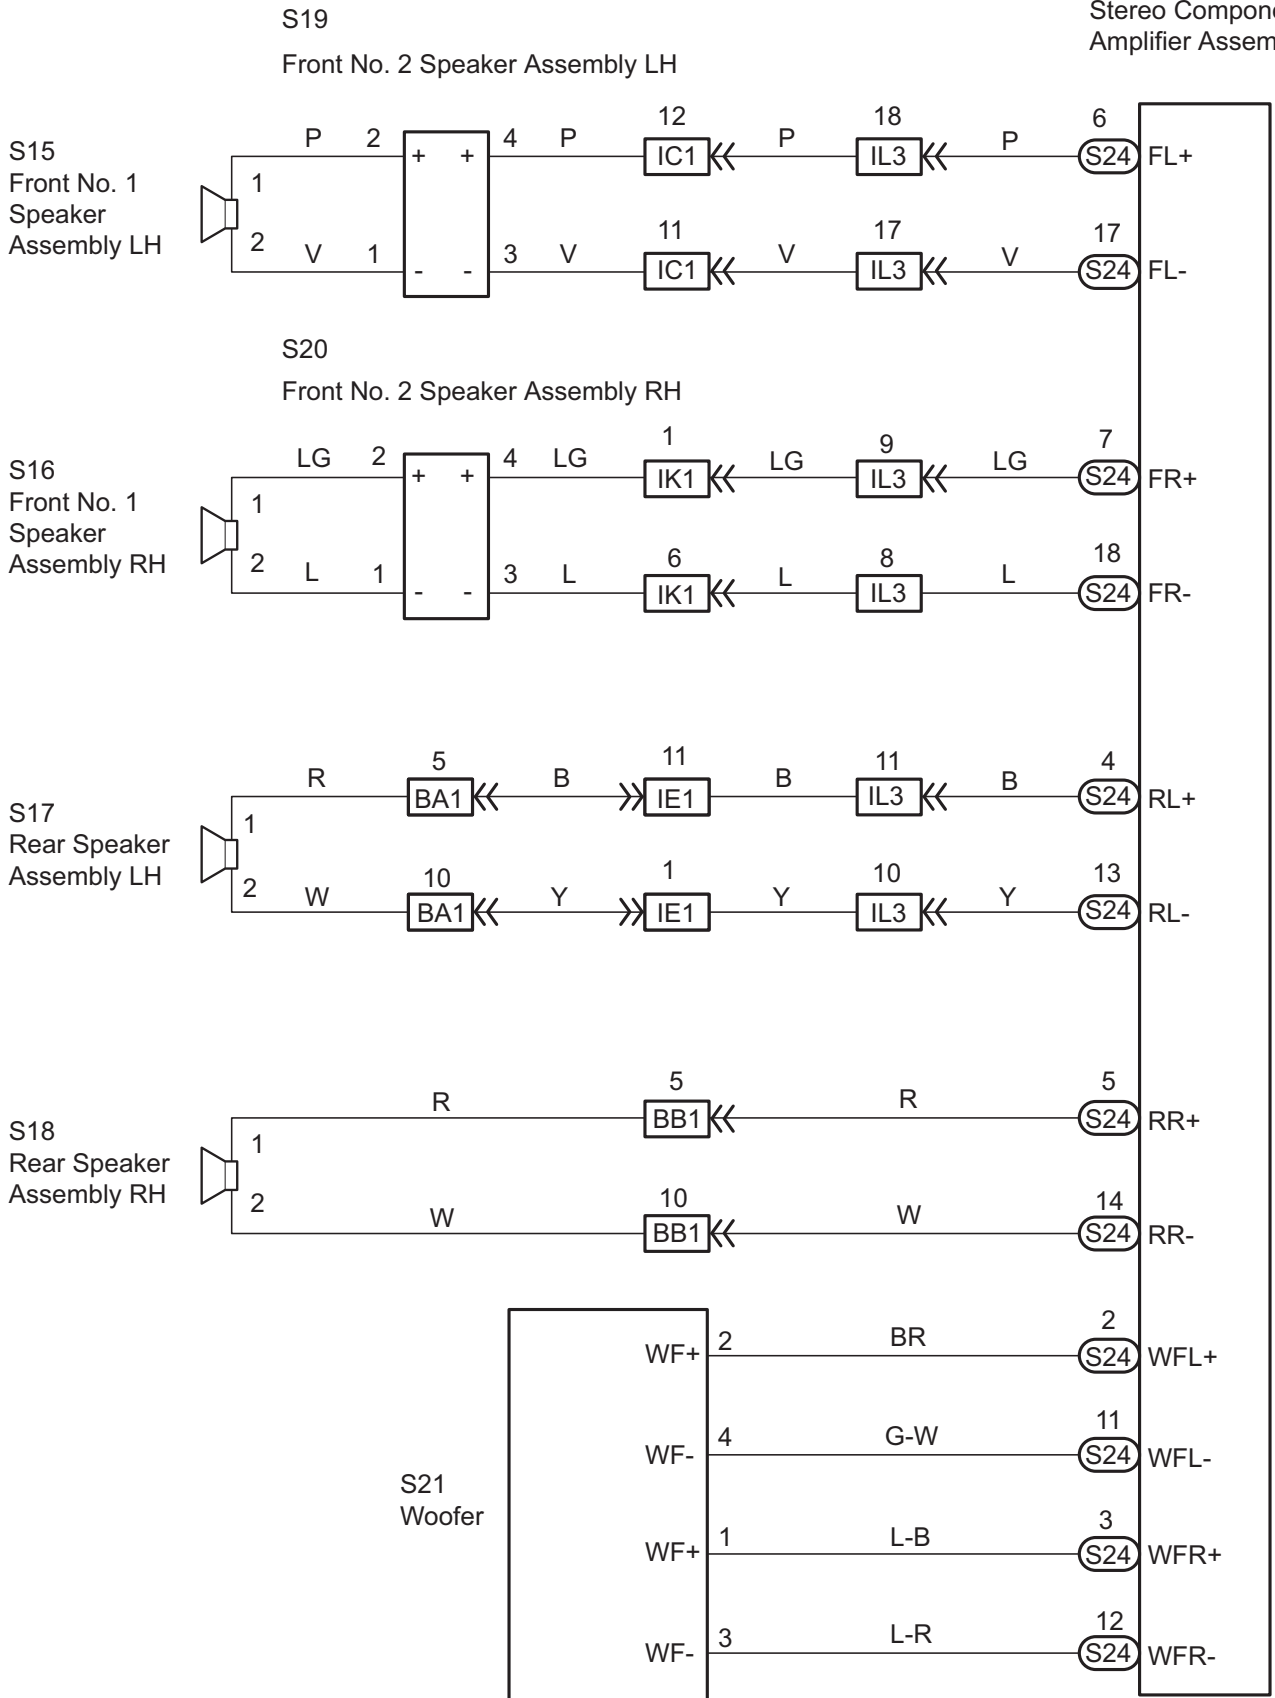 S19
Front No. 2 Speaker Assembly LH
Stereo
Amplifier
S15
Front No. 1
Speaker
Assembly LH
1
2
P 2 + + 4 P 12 IC1 P 18 IL3 P 6 S24 FL+
V 1 - - 3 V 11 IC1 V 17 IL3 V 17 S24 FL-
S20
Front No. 2 Speaker Assembly RH
S16
Front No. 1
Speaker
Assembly RH
1
2
LG 2 + + 4 LG 1 IK1 LG 9 IL3 LG 7 S24 FR+
L 1 - - 3 L 6 IK1 L 8 IL3 L 18 S24 FR-
S17
Rear Speaker
Assembly LH
1
2
R 5 BA1 B 11 IE1 B 11 IL3 B 4 S24 RL+
W 10 BA1 Y 1 IE1 Y 10 IL3 Y 13 S24 RL-
S18
Rear Speaker
Assembly RH
1
2
R 5 BB1 R 5 S24 RR+
W 10 BB1 W 14 S24 RR-
S21
Woofer
WF+ 2 BR 2 S24 WFL+
WF- 4 G-W 11 S24 WFL-
WF+ 1 L-B 3 S24 WFR+
WF- 3 L-R 12 S24 WFR-